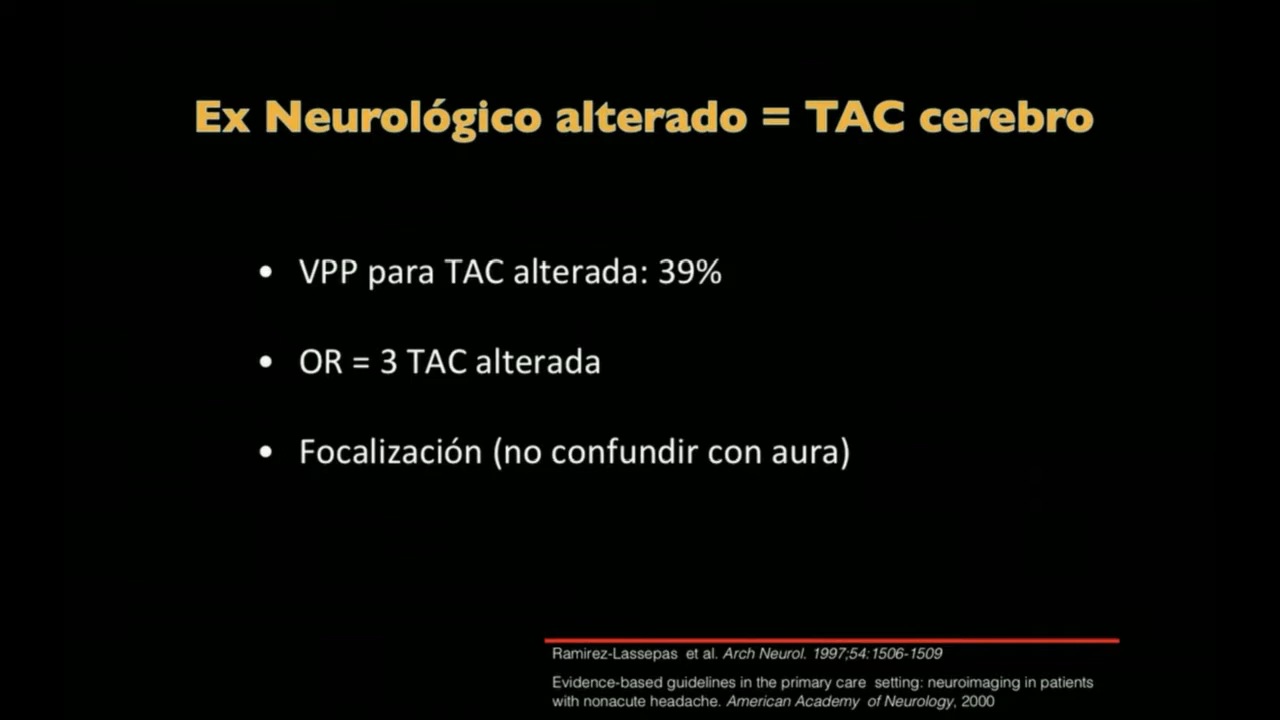 Ex Neurológico alterado = TAC cerebro
• VPP para TAC alterada: 39%
• OR = 3 TAC alterada
• Focalización (no confundir con aura)
Ramirez-Lassepas et al. Arch Neurol. 1997;54:1506-1509
Evidence-based guidelines in the primary care setting: neuroimaging in patients
with nonacute headache. American Academy of Neurology, 2000